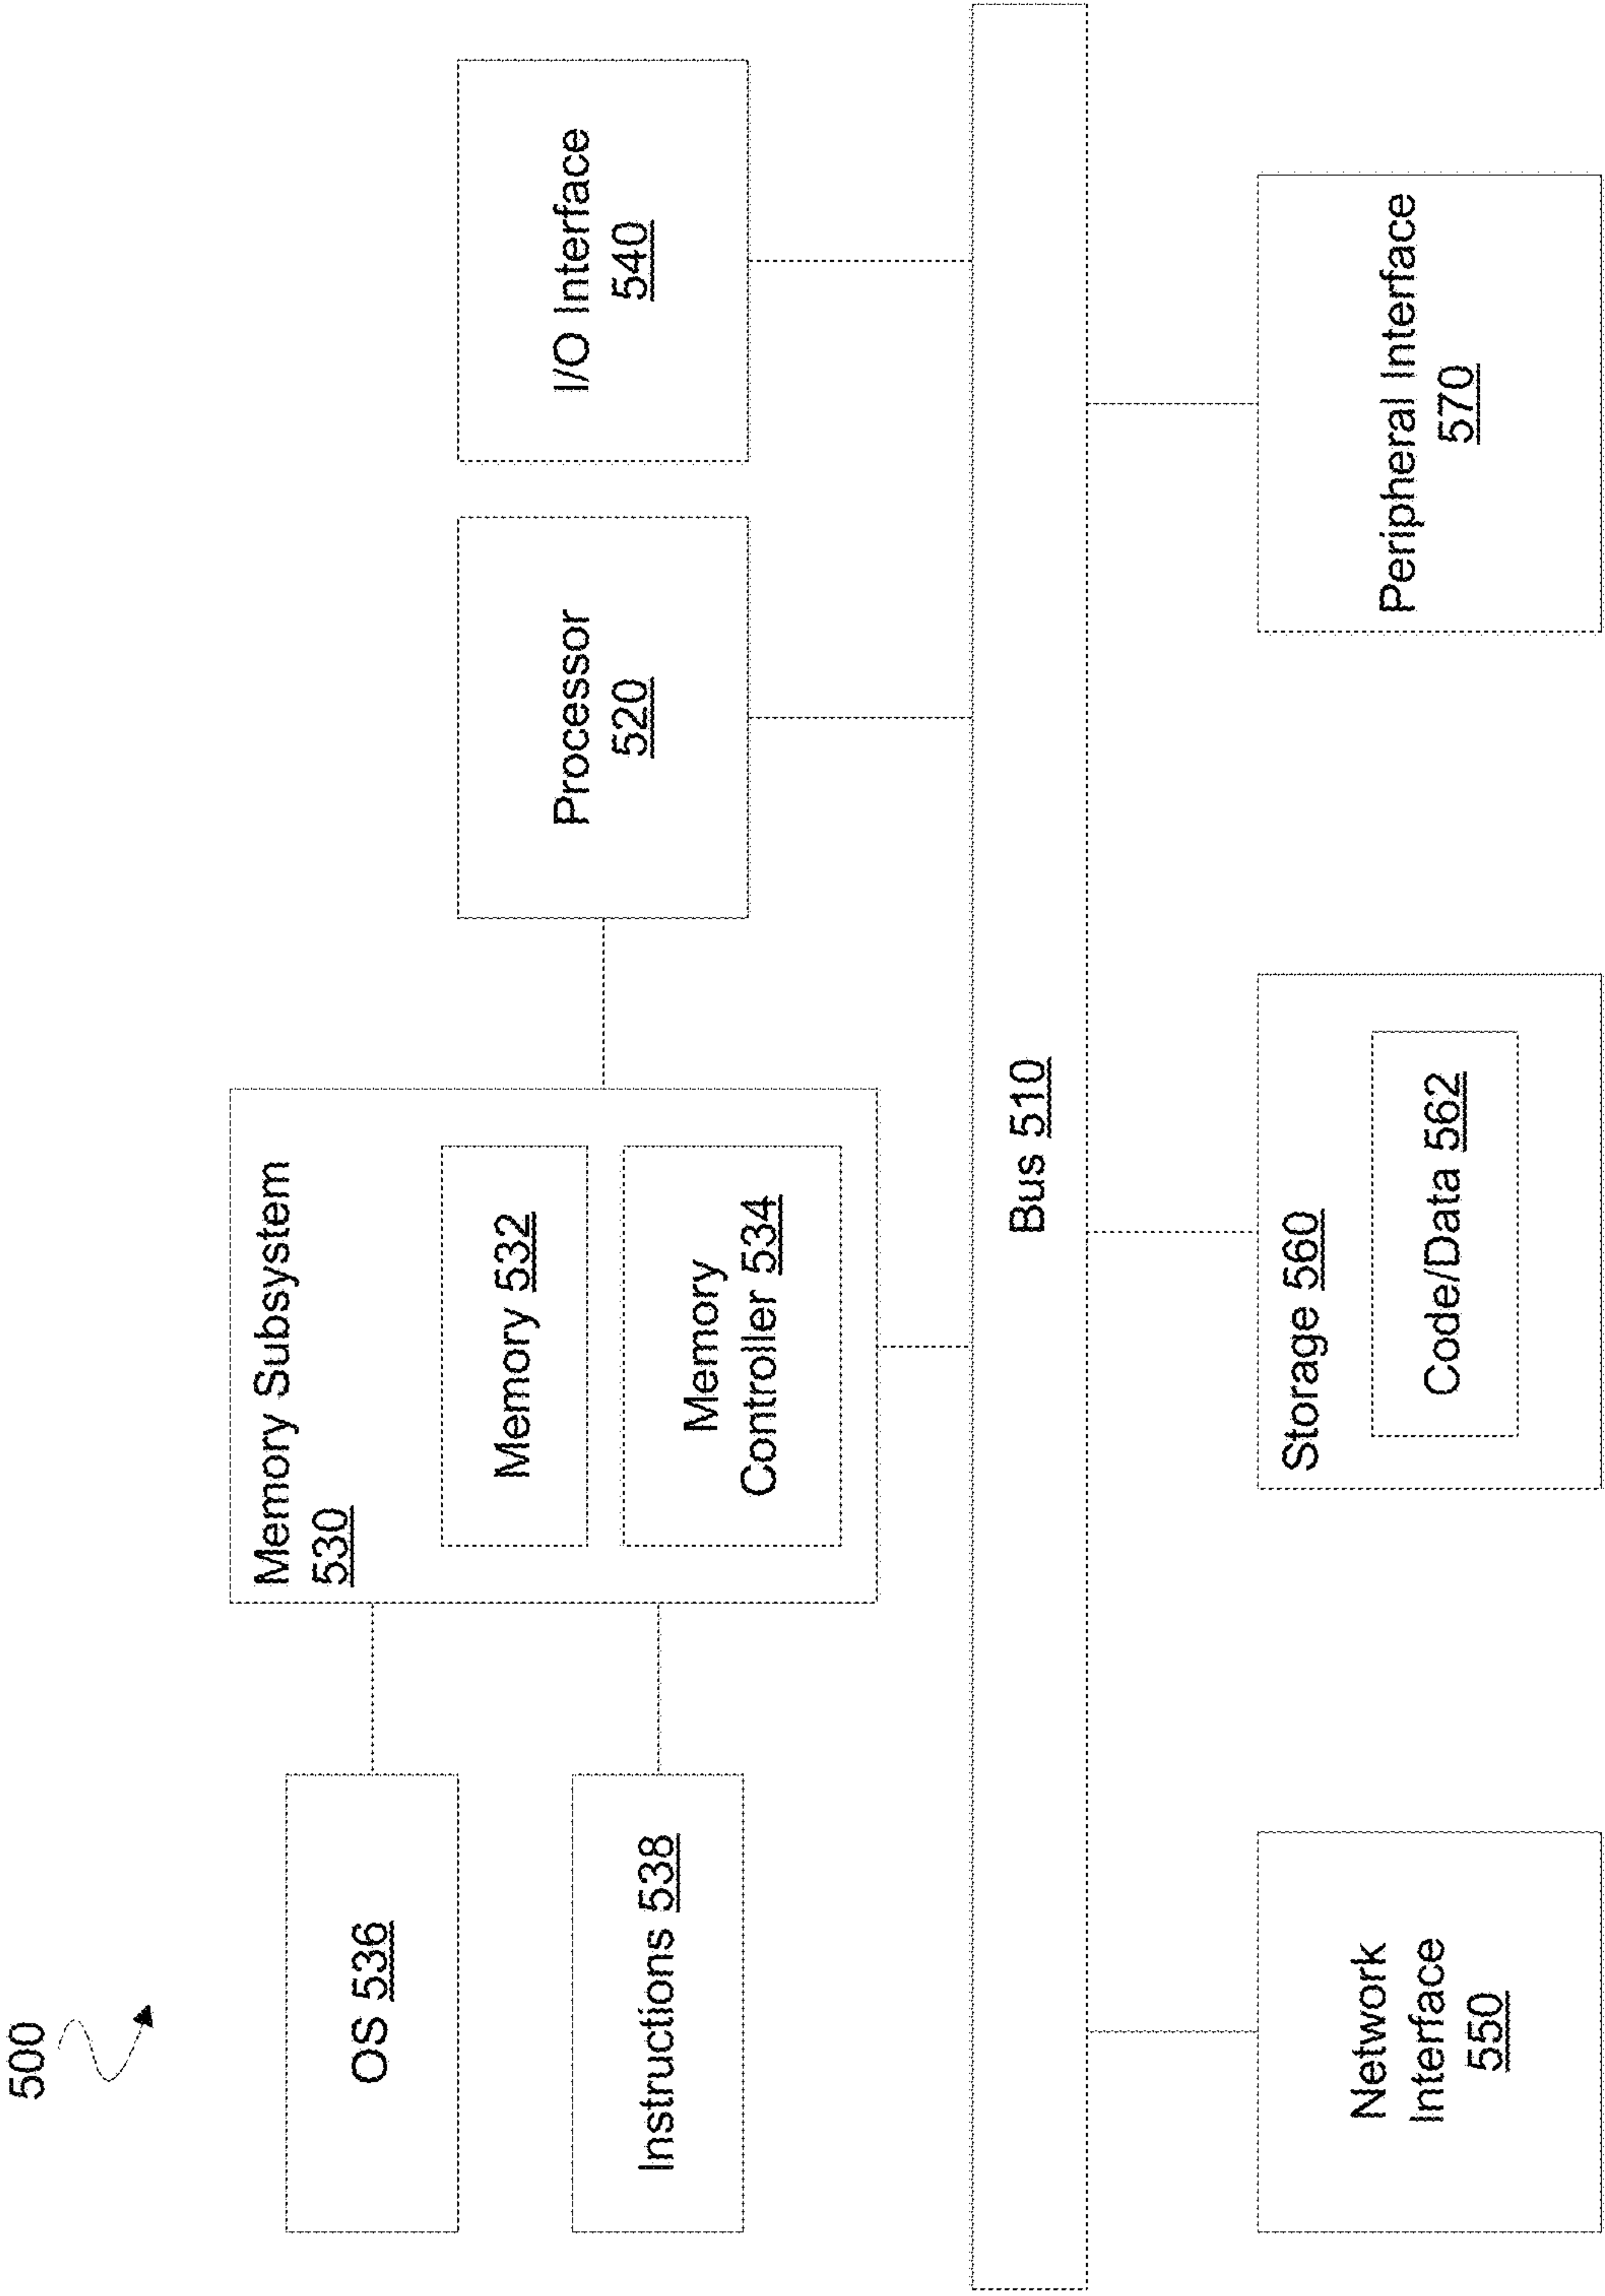 500
OS 536
Instructions 538
Memory Subsystem
530
Memory 532
Memory
Controller 534
Processor
520
I/O Interface
540
Bus 510
Network
Interface
550
Storage 560
Code/Data 562
Peripheral Interface
570